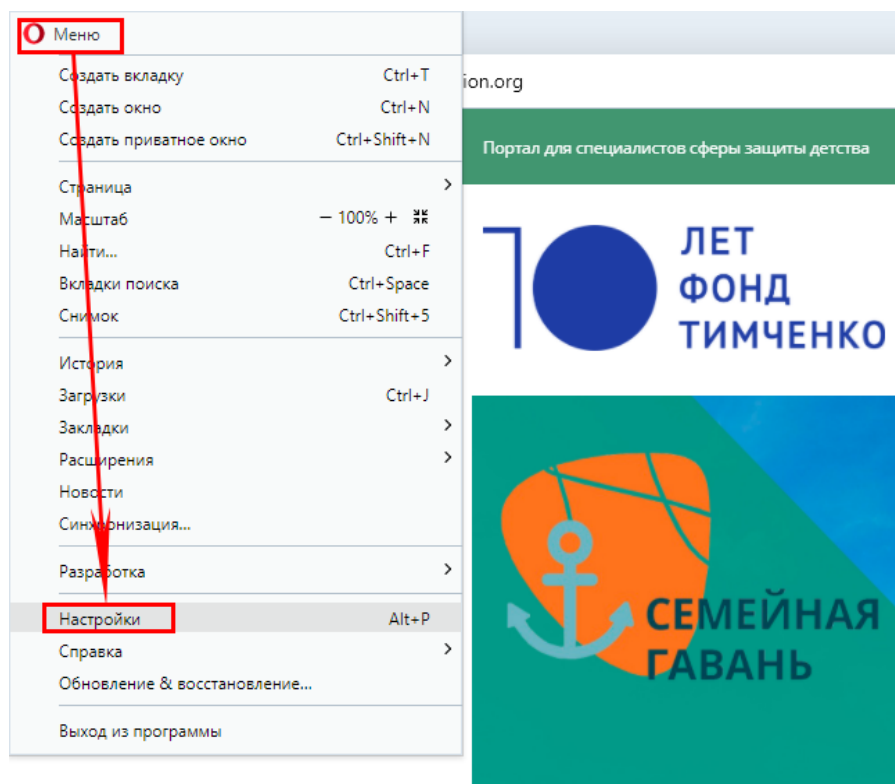 Меню
Создать вкладку Ctrl+T
Создать окно Ctrl+N
Создать приватное окно Ctrl+Shift+N
Страница
Масштаб − 100% +
Найти... Ctrl+F
Вкладки поиска Ctrl+Space
Снимок Ctrl+Shift+5
История
Загрузки Ctrl+J
Закладки
Расширения
Новости
Синхронизация...
Разработка
Настройки Alt+P
Справка
Обновление & восстановление...
Выход из программы
ion.org
Портал для специалистов сферы защиты детства
10 ЛЕТ
ФОНД
ТИМЧЕНКО
СЕМЕЙНАЯ
ГАВАНЬ